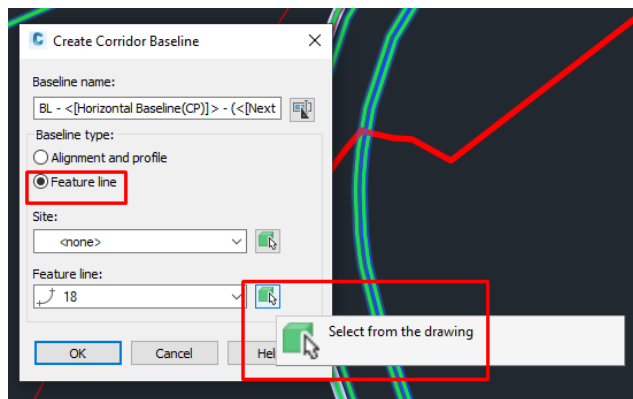 Create Corridor Baseline
Baseline name:
BL - <[Horizontal Baseline(CP)]> - (<[Next
Baseline type:
Alignment and profile
Feature line
Site:
<none>
Feature line:
18
Select from the drawing
OK Cancel Hel